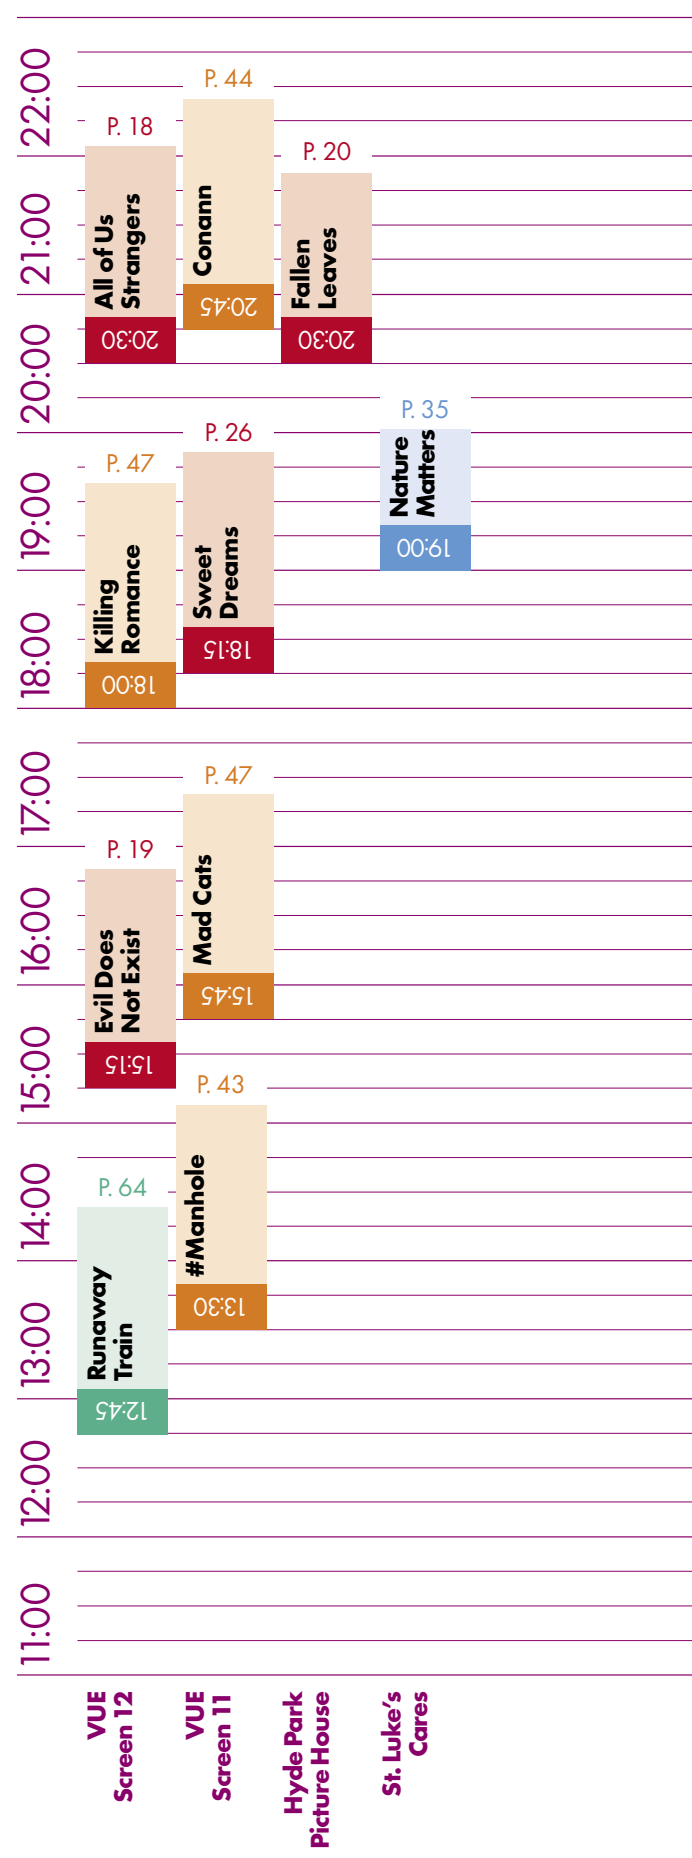 11:00
12:00
13:00
14:00
15:00
16:00
17:00
18:00
19:00
20:00
21:00
22:00
VUE
Screen 12
12:45
Runaway
Train
P. 64
15:15
Evil Does
Not Exist
P. 19
18:00
Killing
Romance
P. 47
20:30
All of Us
Strangers
P. 18
VUE
Screen 11
13:30
#Manhole
P. 43
15:45
Mad Cats
P. 47
18:15
Sweet
Dreams
P. 26
20:45
Conann
P. 44
Hyde Park
Picture House
20:30
Fallen
Leaves
P. 20
St. Luke's
Cares
19:00
Nature
Matters
P. 35